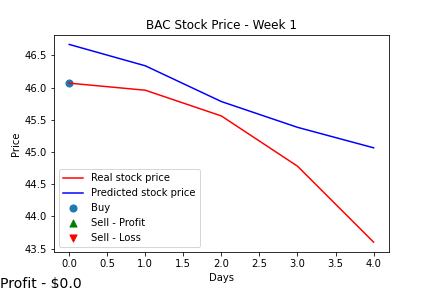 BAC Stock Price - Week 1
46.5
46.0
45.5
45.0
44.5
44.0
43.5
Price
Real stock price
Predicted stock price
Buy
Sell - Profit
Sell - Loss
0.0 0.5 1.0 1.5 2.0 2.5 3.0 3.5 4.0
Days
Profit - $0.0